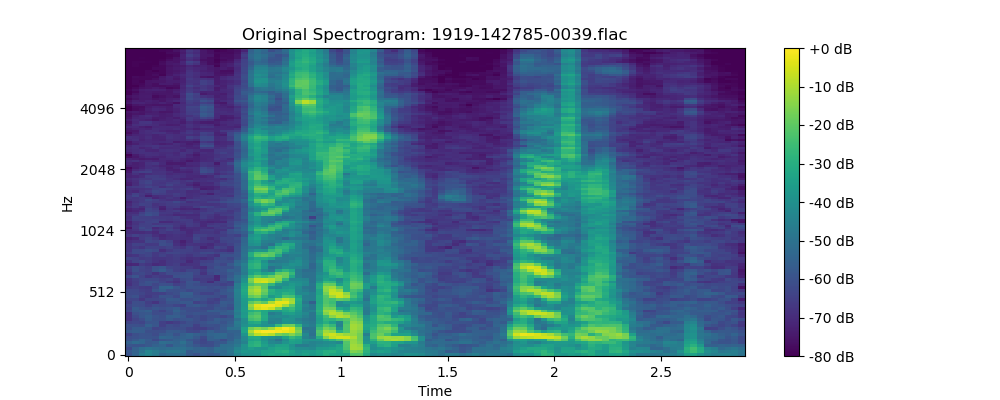 Original Spectrogram: 1919-142785-0039.flac
Hz
4096
2048
1024
512
0
0
0.5
1
1.5
2
2.5
Time
+0 dB
-10 dB
-20 dB
-30 dB
-40 dB
-50 dB
-60 dB
-70 dB
-80 dB